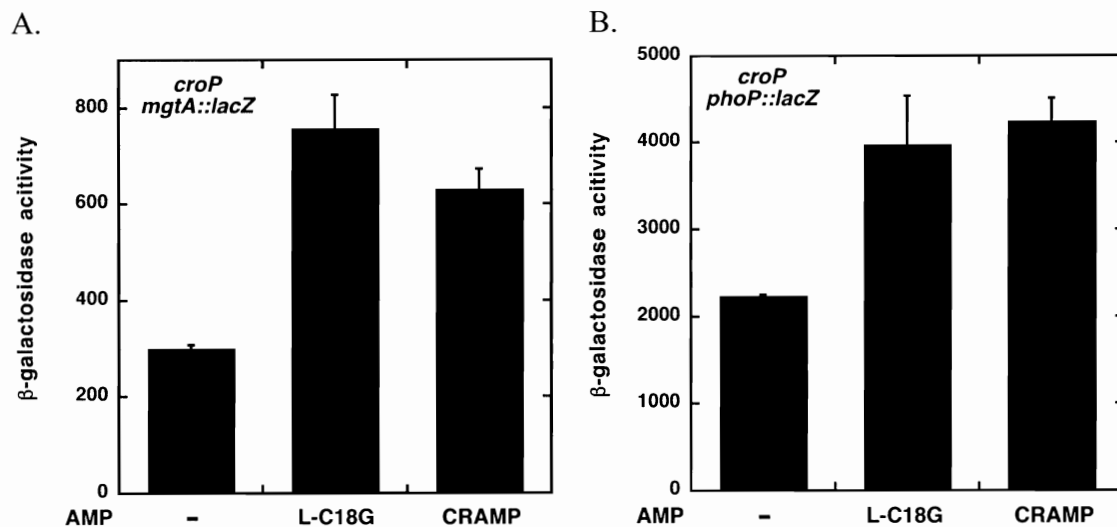 A.
croP
mgtA::lacZ
β-galactosidase acitivity
800
600
400
200
0
AMP – L-C18G CRAMP
B.
croP
phoP::lacZ
β-galactosidase acitivity
5000
4000
3000
2000
1000
0
AMP – L-C18G CRAMP